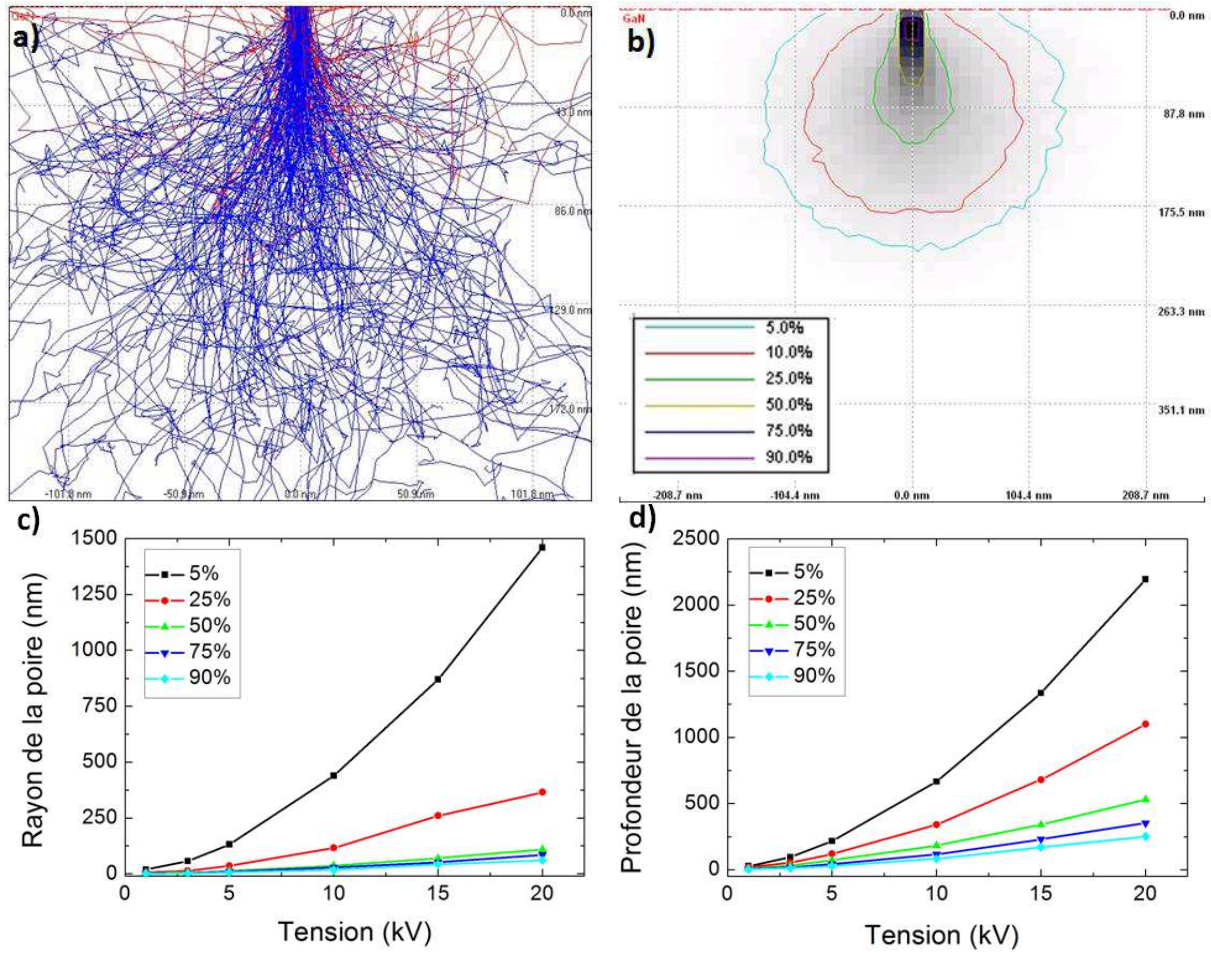 a)
GaN
0.0 nm
43.0 nm
86.0 nm
129.0 nm
172.0 nm
-101.8 nm
-50.9 nm
0.0 nm
50.9 nm
101.8 nm
b)
GaN
0.0 nm
87.8 nm
175.5 nm
263.3 nm
351.1 nm
5.0%
10.0%
25.0%
50.0%
75.0%
90.0%
-208.7 nm
-104.4 nm
0.0 nm
104.4 nm
208.7 nm
c)
Rayon de la poire (nm)
1500
1250
1000
750
500
250
0
5%
25%
50%
75%
90%
0
5
10
15
20
Tension (kV)
d)
Profondeur de la poire (nm)
2500
2000
1500
1000
500
0
5%
25%
50%
75%
90%
0
5
10
15
20
Tension (kV)